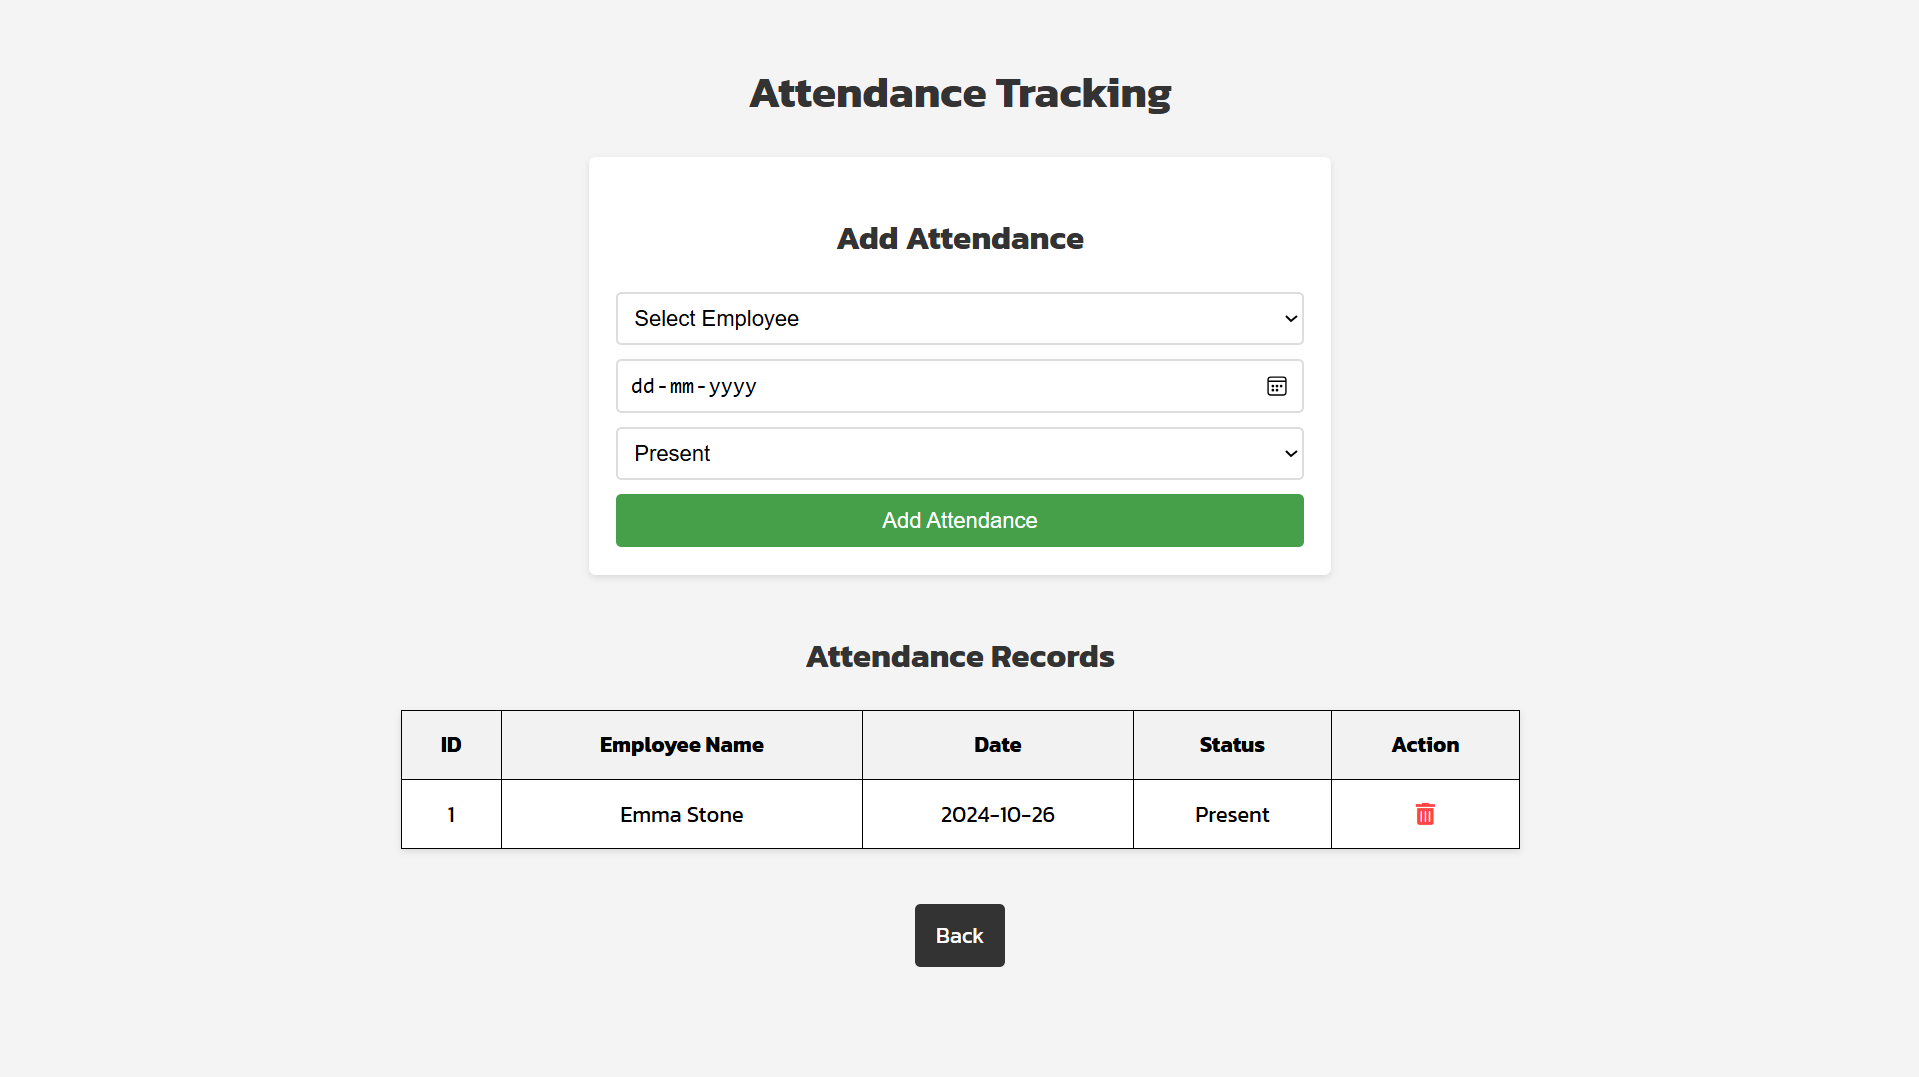 Attendance Tracking
Add Attendance
Select Employee
dd-mm-yyyy
Present
Add Attendance
Attendance Records
ID Employee Name Date Status Action
1 Emma Stone 2024-10-26 Present
Back